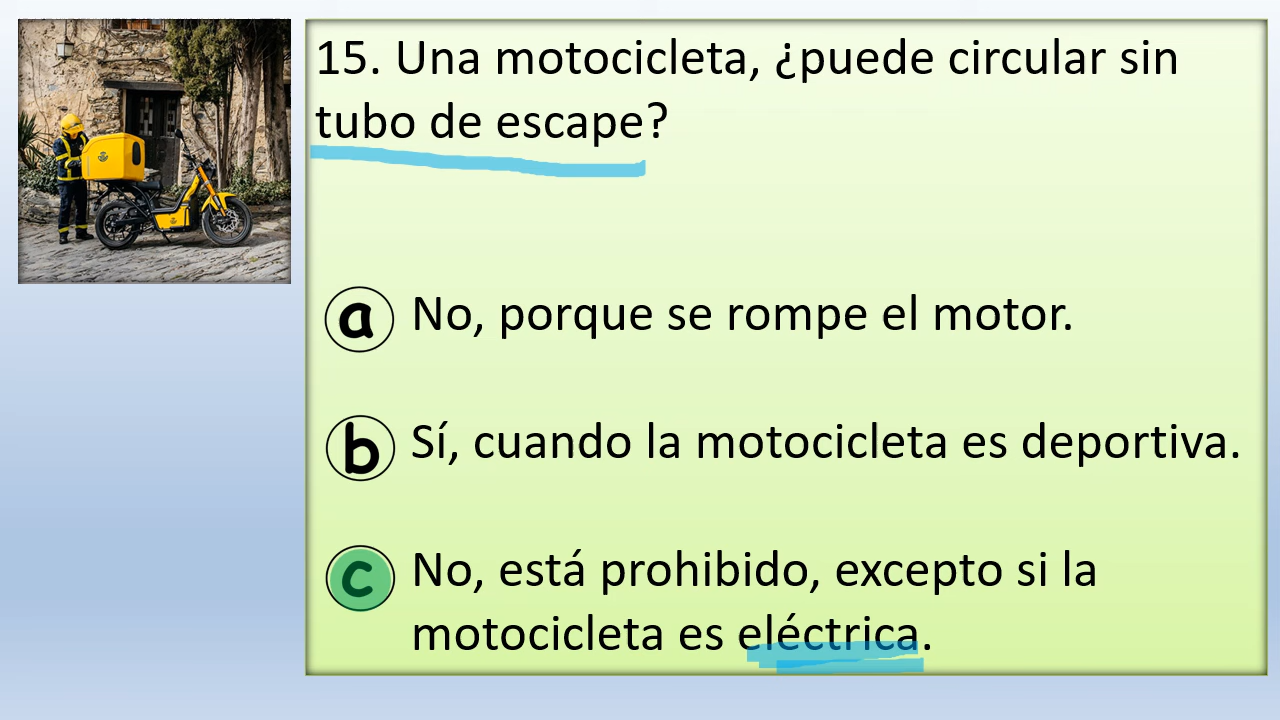 15. Una motocicleta, ¿puede circular sin
tubo de escape?
a No, porque se rompe el motor.
b Sí, cuando la motocicleta es deportiva.
c No, está prohibido, excepto si la
motocicleta es eléctrica.